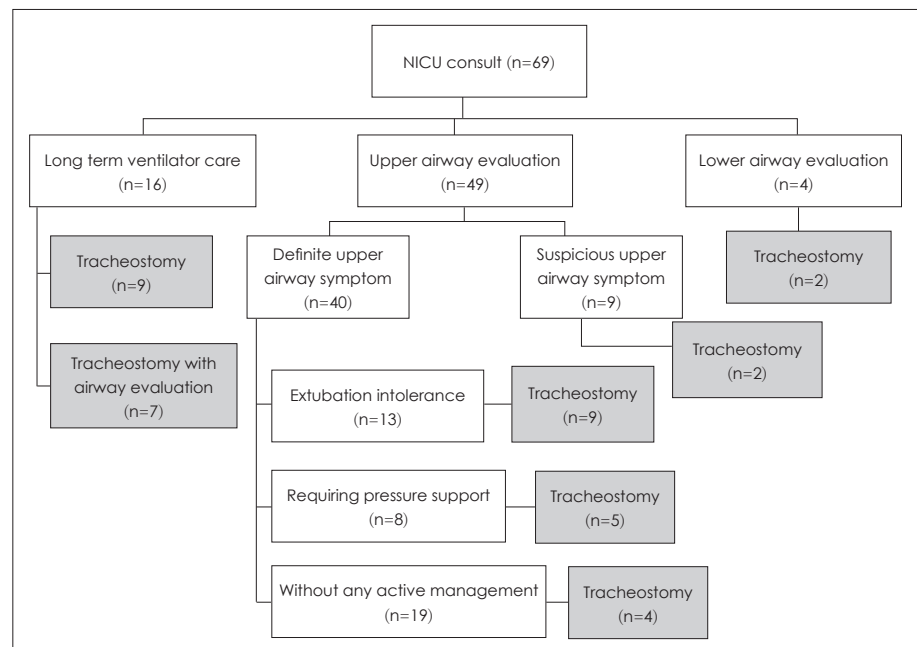 NICU consult (n=69)
Long term ventilator care
(n=16)
Upper airway evaluation
(n=49)
Lower airway evaluation
(n=4)
Tracheostomy
(n=9)
Tracheostomy with
airway evaluation
(n=7)
Definite upper
airway symptom
(n=40)
Suspicious upper
airway symptom
(n=9)
Tracheostomy
(n=2)
Tracheostomy
(n=2)
Extubation intolerance
(n=13)
Tracheostomy
(n=9)
Requiring pressure support
(n=8)
Tracheostomy
(n=5)
Without any active management
(n=19)
Tracheostomy
(n=4)